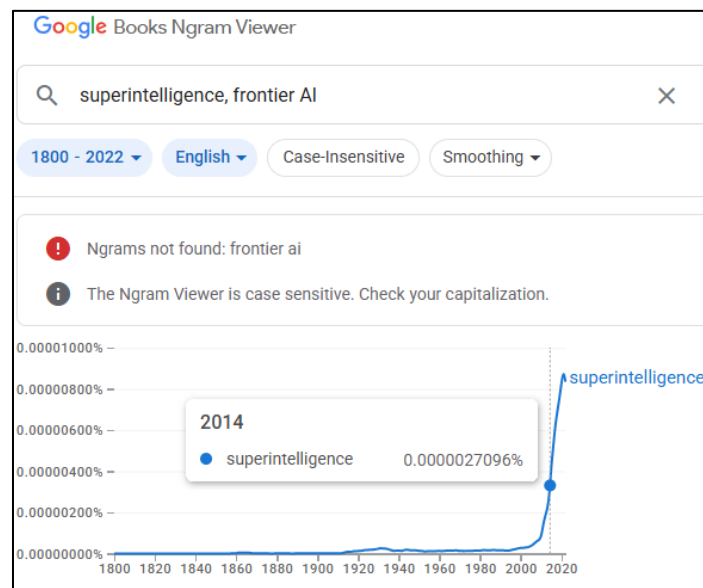 Google Books Ngram Viewer
superintelligence, frontier AI
1800 - 2022 English Case-Insensitive Smoothing
Ngrams not found: frontier ai
The Ngram Viewer is case sensitive. Check your capitalization.
0.00001000%
0.00000800%
superintelligence
2014
0.00000600%
superintelligence 0.0000027096%
0.00000400%
0.00000200%
0.00000000%
1800 1820 1840 1860 1880 1900 1920 1940 1960 1980 2000 2020